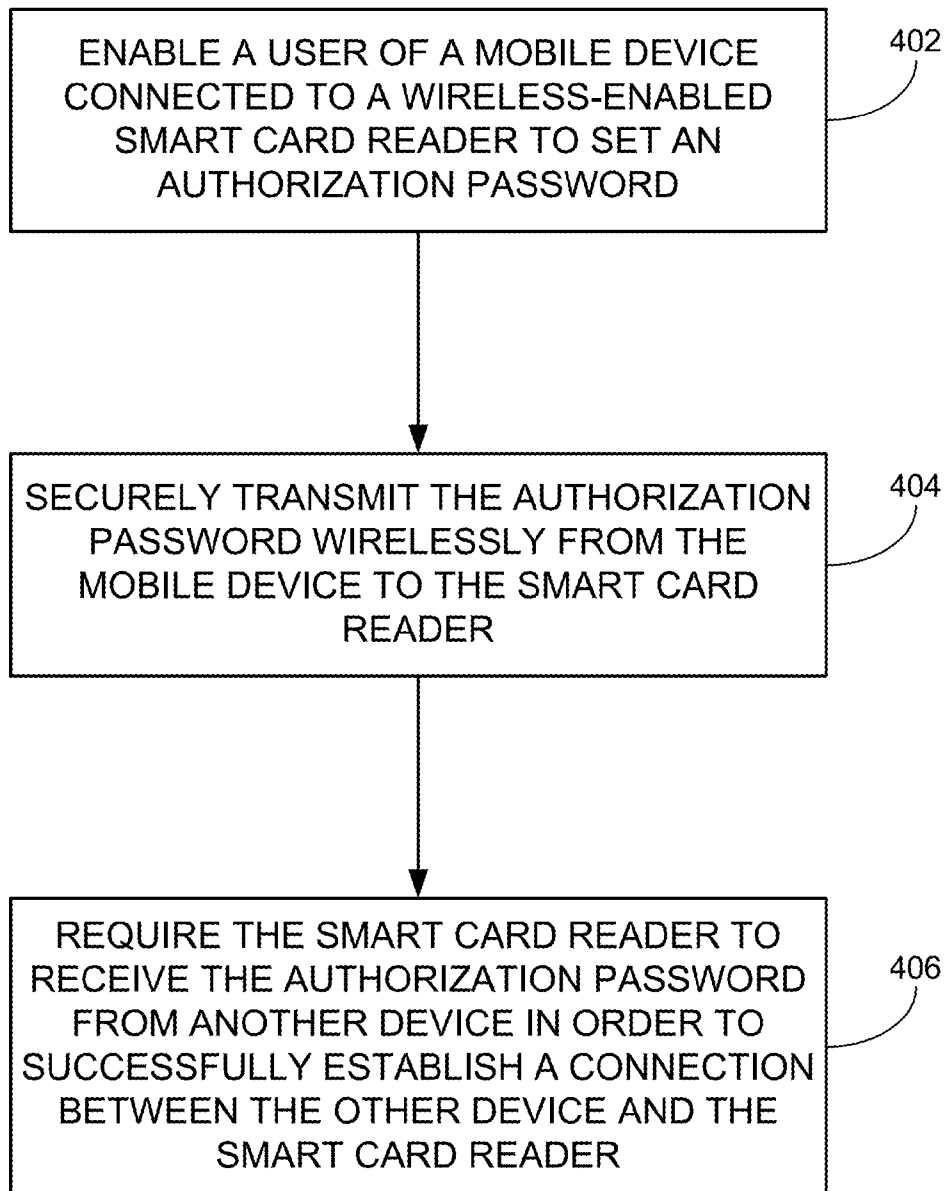 ENABLE A USER OF A MOBILE DEVICE
CONNECTED TO A WIRELESS-ENABLED
SMART CARD READER TO SET AN
AUTHORIZATION PASSWORD
402
SECURELY TRANSMIT THE AUTHORIZATION
PASSWORD WIRELESSLY FROM THE
MOBILE DEVICE TO THE SMART CARD
READER
404
REQUIRE THE SMART CARD READER TO
RECEIVE THE AUTHORIZATION PASSWORD
FROM ANOTHER DEVICE IN ORDER TO
SUCCESSFULLY ESTABLISH A CONNECTION
BETWEEN THE OTHER DEVICE AND THE
SMART CARD READER
406